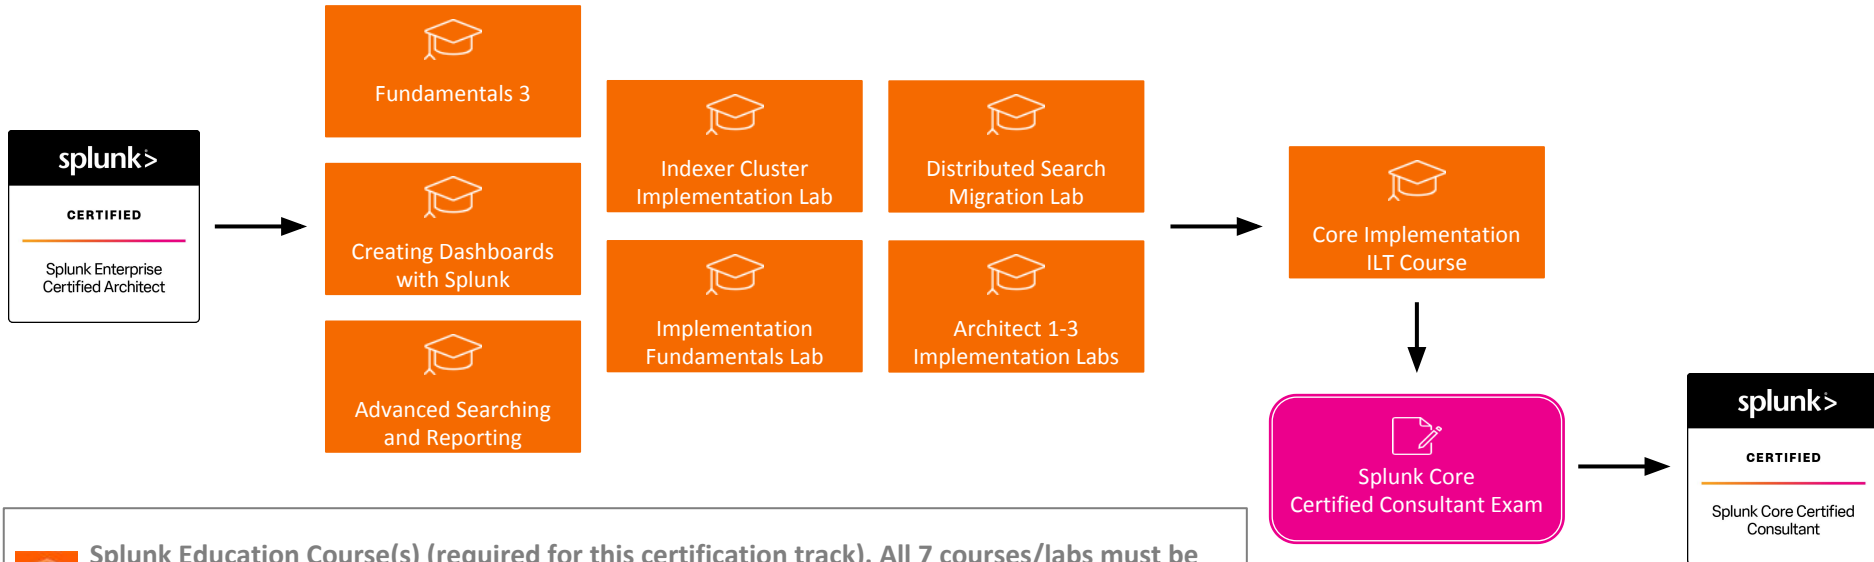 splunk>
CERTIFIED
Splunk Enterprise
Certified Architect
Fundamentals 3
Creating Dashboards
with Splunk
Advanced Searching
and Reporting
Indexer Cluster
Implementation Lab
Implementation
Fundamentals Lab
Distributed Search
Migration Lab
Architect 1-3
Implementation Labs
Core Implementation
ILT Course
Splunk Core
Certified Consultant Exam
splunk>
CERTIFIED
Splunk Core Certified
Consultant
Splunk Education Course(s) (required for this certification track). All 7 courses/labs must be